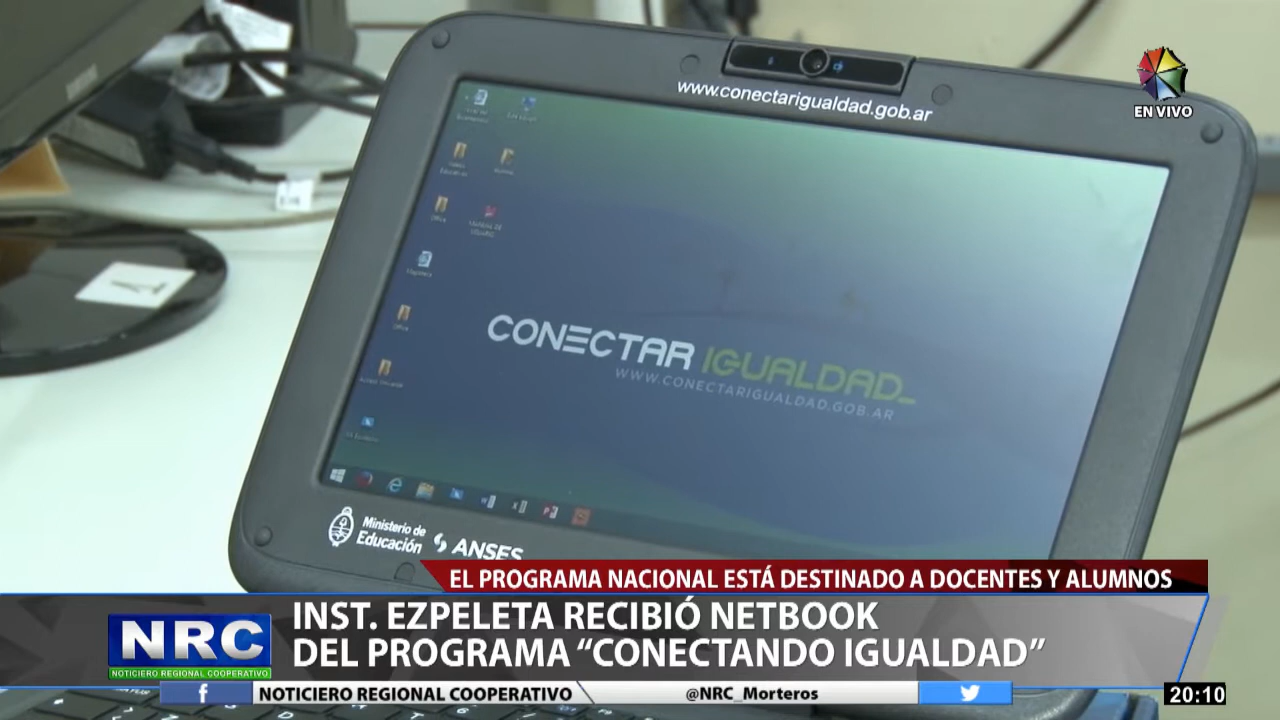 www.conectarigualdad.gob.ar
EN VIVO
Office
CONECTAR IGUALDAD_
WWW.CONECTARIGUALDAD.GOB.AR
Ministerio de
Educación
ANSES
EL PROGRAMA NACIONAL ESTÁ DESTINADO A DOCENTES Y ALUMNOS
INST. EZPELETA RECIBIÓ NETBOOK
DEL PROGRAMA “CONECTANDO IGUALDAD”
NRC
NOTICIERO REGIONAL COOPERATIVO
f NOTICIERO REGIONAL COOPERATIVO @NRC_Morteros 20:10